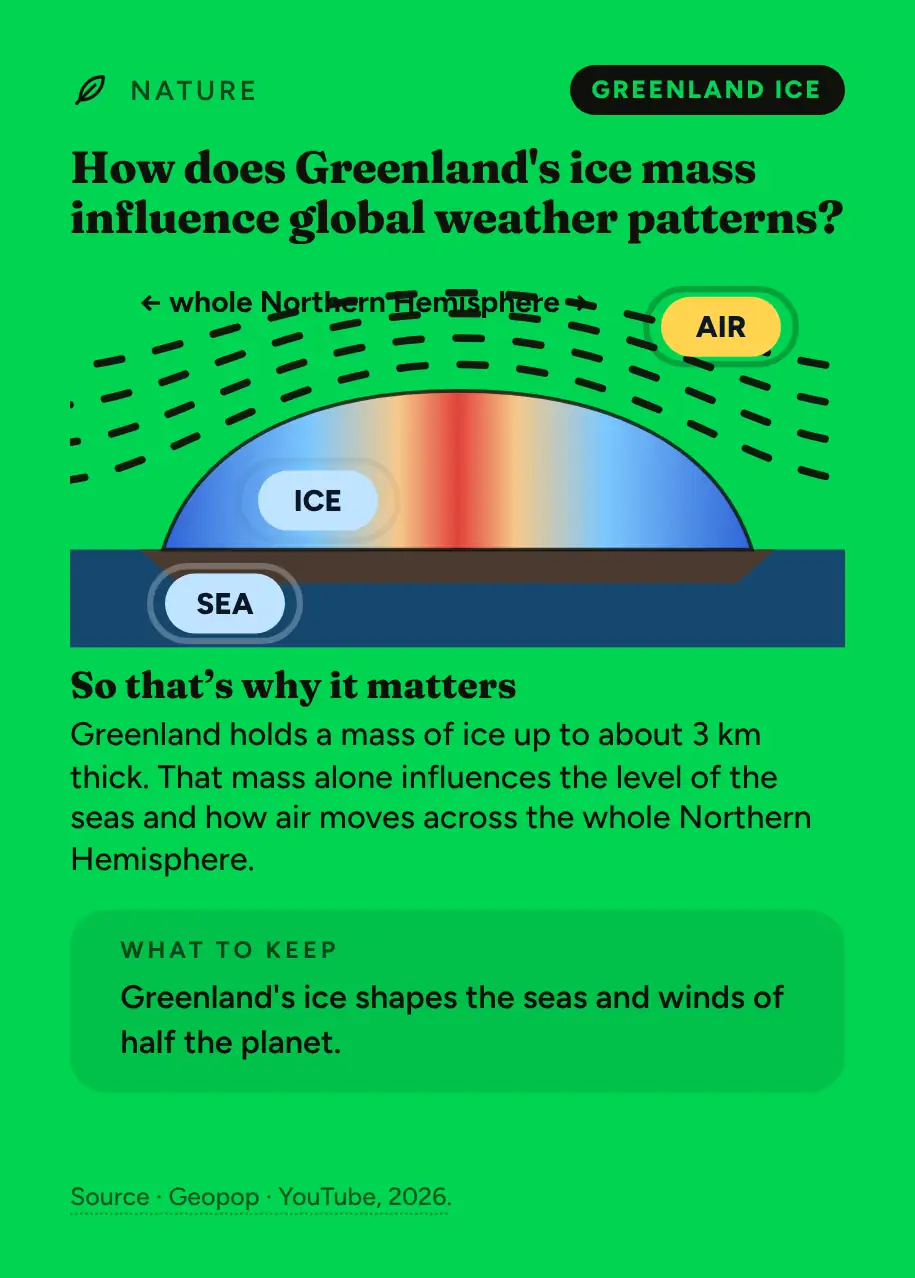 NATURE
GREENLAND ICE
How does Greenland's ice mass
influence global weather patterns?
← whole Northern Hemisphere →
AIR
ICE
SEA
So that’s why it matters
Greenland holds a mass of ice up to about 3 km
thick. That mass alone influences the level of the
seas and how air moves across the whole Northern
Hemisphere.
WHAT TO KEEP
Greenland's ice shapes the seas and winds of
half the planet.
Source · Geopop · YouTube, 2026.